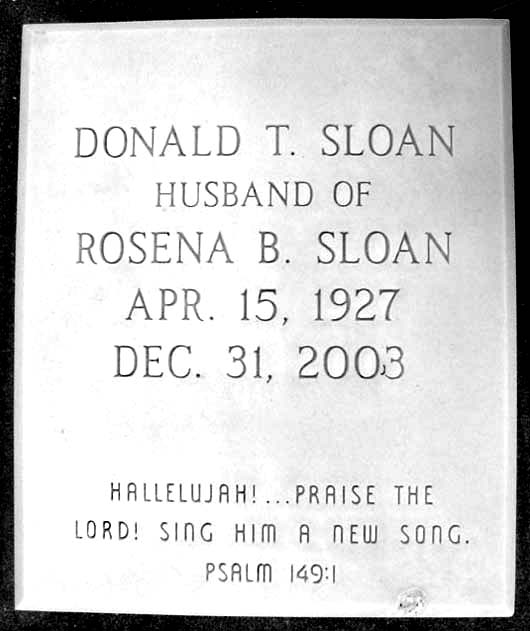 DONALD T. SLOAN
HUSBAND OF
ROSENA B. SLOAN
APR. 15, 1927
DEC. 31, 2003
HALLELUJAH!...PRAISE THE
LORD! SING HIM A NEW SONG.
PSALM 149:1